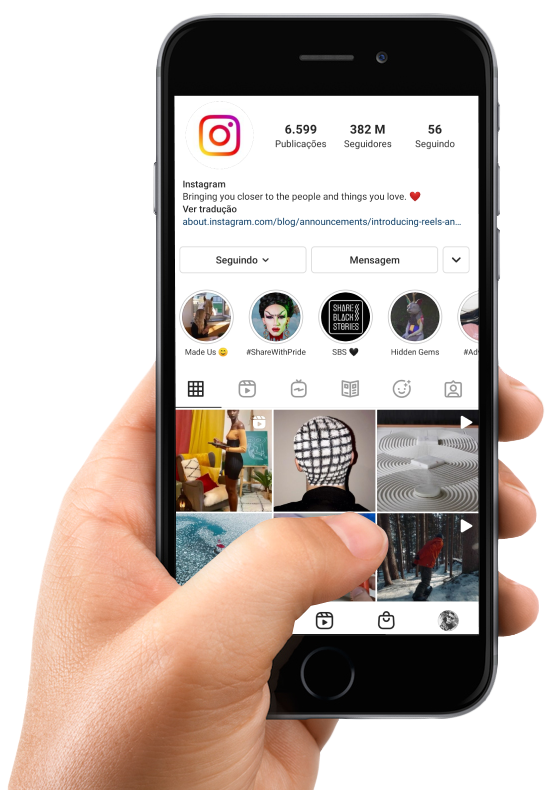 6.599
382 M
56
Publicações
Seguidores
Seguindo
Instagram
Bringing you closer to the people and things you love. ❤️
Ver tradução
about.instagram.com/blog/announcements/introducing-reels-an...
Seguindo
Mensagem
SHARE
BLACK
STORIES
Made Us 😄
#ShareWithPride
SBS 🖤
Hidden Gems
#Ad